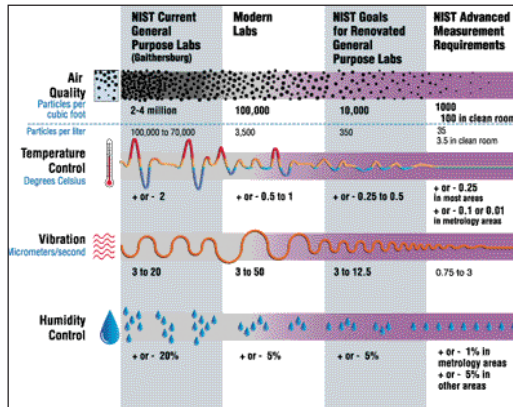 NIST Current
General
Purpose Labs
(Gaithersburg)
Modern
Labs
NIST Goals
for Renovated
General
Purpose Labs
NIST Advanced
Measurement
Requirements
Air
Quality
Particles per
cubic foot
2-4 million
100,000
10,000
1000
100 in clean room
Particles per liter
100,000 to 70,000
3,500
350
35
3.5 in clean room
Temperature
Control
Degrees Celsius
+ or - 2
+ or - 0.5 to 1
+ or - 0.25 to 0.5
+ or - 0.25
in most areas
+ or - 0.1 or 0.01
in metrology areas
Vibration
Micrometers/second
3 to 20
3 to 50
3 to 12.5
0.75 to 3
Humidity
Control
+ or - 20%
+ or - 5%
+ or - 5%
+ or - 1% in
metrology areas
+ or - 5% in
other areas